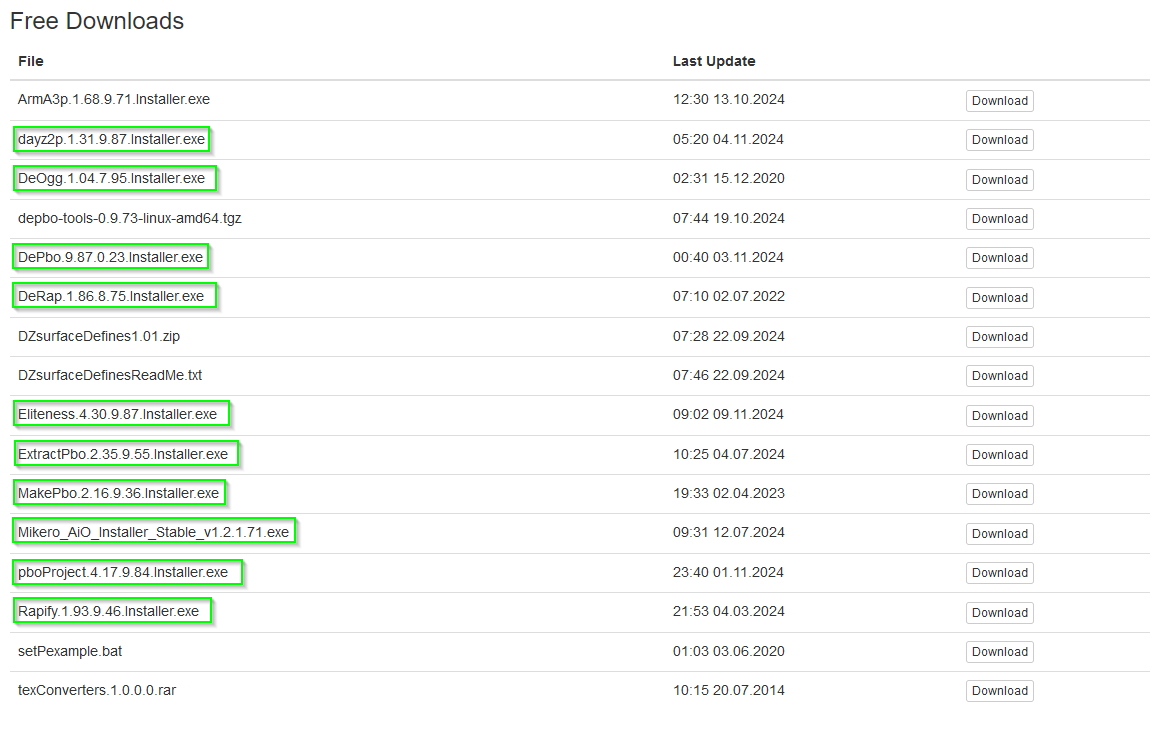 Free Downloads
File Last Update
ArmA3p.1.68.9.71.Installer.exe 12:30 13.10.2024 Download
dayz2p.1.31.9.87.Installer.exe 05:20 04.11.2024 Download
DeOgg.1.04.7.95.Installer.exe 02:31 15.12.2020 Download
depbo-tools-0.9.73-linux-amd64.tgz 07:44 19.10.2024 Download
DePbo.9.87.0.23.Installer.exe 00:40 03.11.2024 Download
DeRap.1.86.8.75.Installer.exe 07:10 02.07.2022 Download
DZsurfaceDefines1.01.zip 07:28 22.09.2024 Download
DZsurfaceDefinesReadMe.txt 07:46 22.09.2024 Download
Eliteness.4.30.9.87.Installer.exe 09:02 09.11.2024 Download
ExtractPbo.2.35.9.55.Installer.exe 10:25 04.07.2024 Download
MakePbo.2.16.9.36.Installer.exe 19:33 02.04.2023 Download
Mikero_AiO_Installer_Stable_v1.2.1.71.exe 09:31 12.07.2024 Download
pboProject.4.17.9.84.Installer.exe 23:40 01.11.2024 Download
Rapify.1.93.9.46.Installer.exe 21:53 04.03.2024 Download
setPexample.bat 01:03 03.06.2020 Download
texConverters.1.0.0.0.rar 10:15 20.07.2014 Download